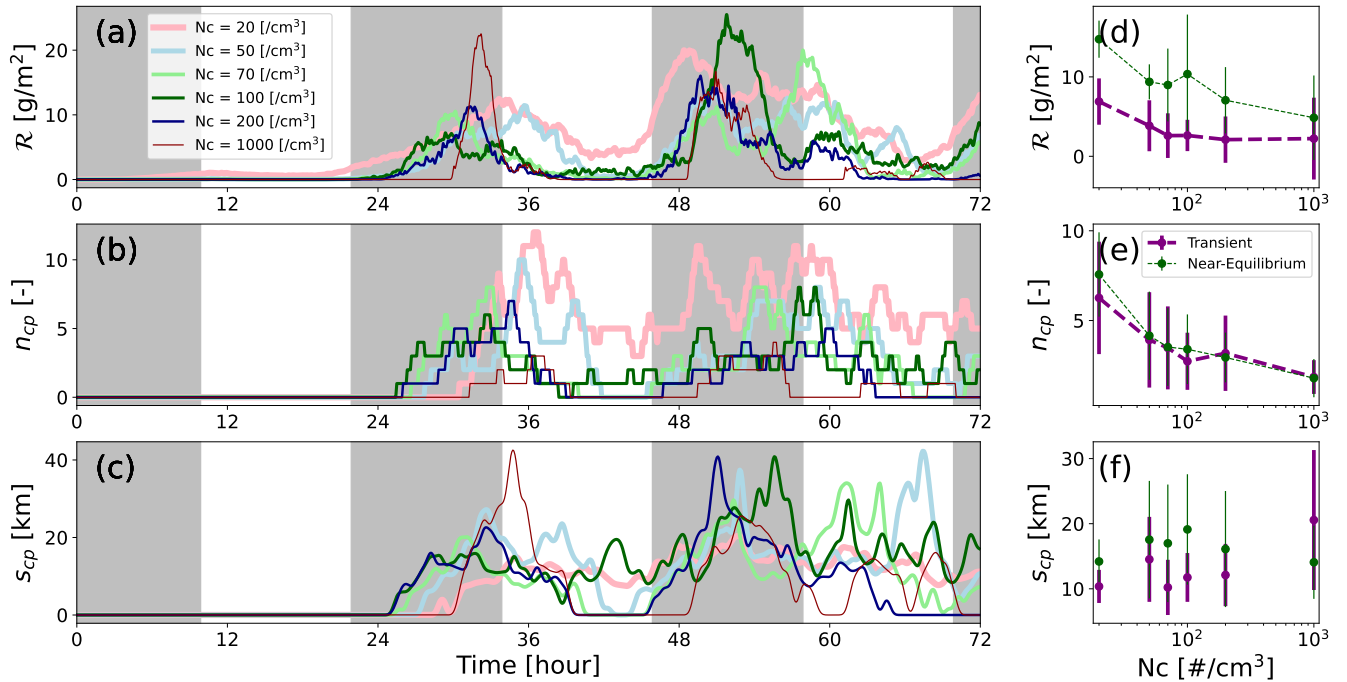 (a)
Nc = 20 [/cm³]
Nc = 50 [/cm³]
Nc = 70 [/cm³]
Nc = 100 [/cm³]
Nc = 200 [/cm³]
Nc = 1000 [/cm³]
ℛ [g/m²]
20
10
0
0 12 24 36 48 60 72
(b)
n_cp [-]
10
5
0
0 12 24 36 48 60 72
(c)
s_cp [km]
40
20
0
0 12 24 36 48 60 72
Time [hour]
(d)
ℛ [g/m²]
10
0
10² 10³
(e)
Transient
Near-Equilibrium
n_cp [-]
10
5
10² 10³
(f)
s_cp [km]
30
20
10
10² 10³
Nc [#/cm³]